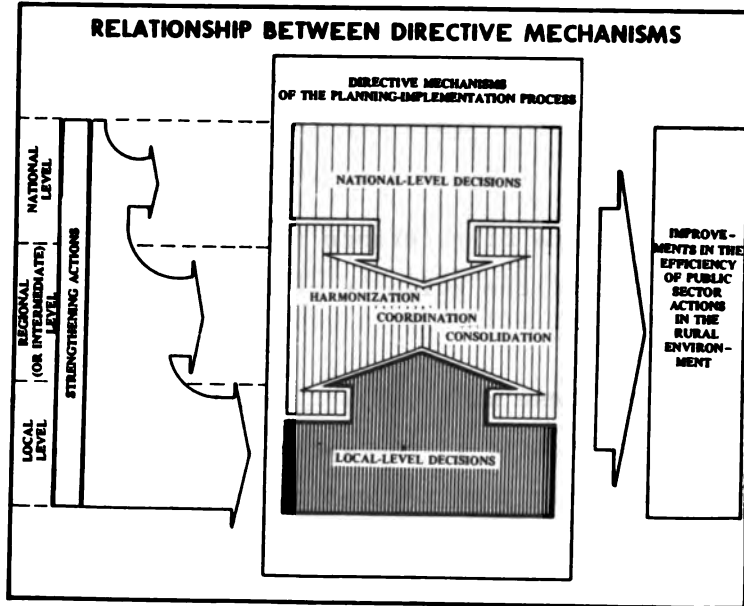 RELATIONSHIP BETWEEN DIRECTIVE MECHANISMS
DIRECTIVE MECHANISMS
OF THE PLANNING-IMPLEMENTATION PROCESS
NATIONAL
LEVEL
REGIONAL
(OR INTERMEDIATE)
LEVEL
LOCAL
LEVEL
STRENGTHENING ACTIONS
NATIONAL-LEVEL DECISIONS
HARMONIZATION
COORDINATION
CONSOLIDATION
LOCAL-LEVEL DECISIONS
IMPROVE-
MENTS IN THE
EFFICIENCY
OF PUBLIC
SECTOR
ACTIONS
IN THE
RURAL
ENVIRON-
MENT